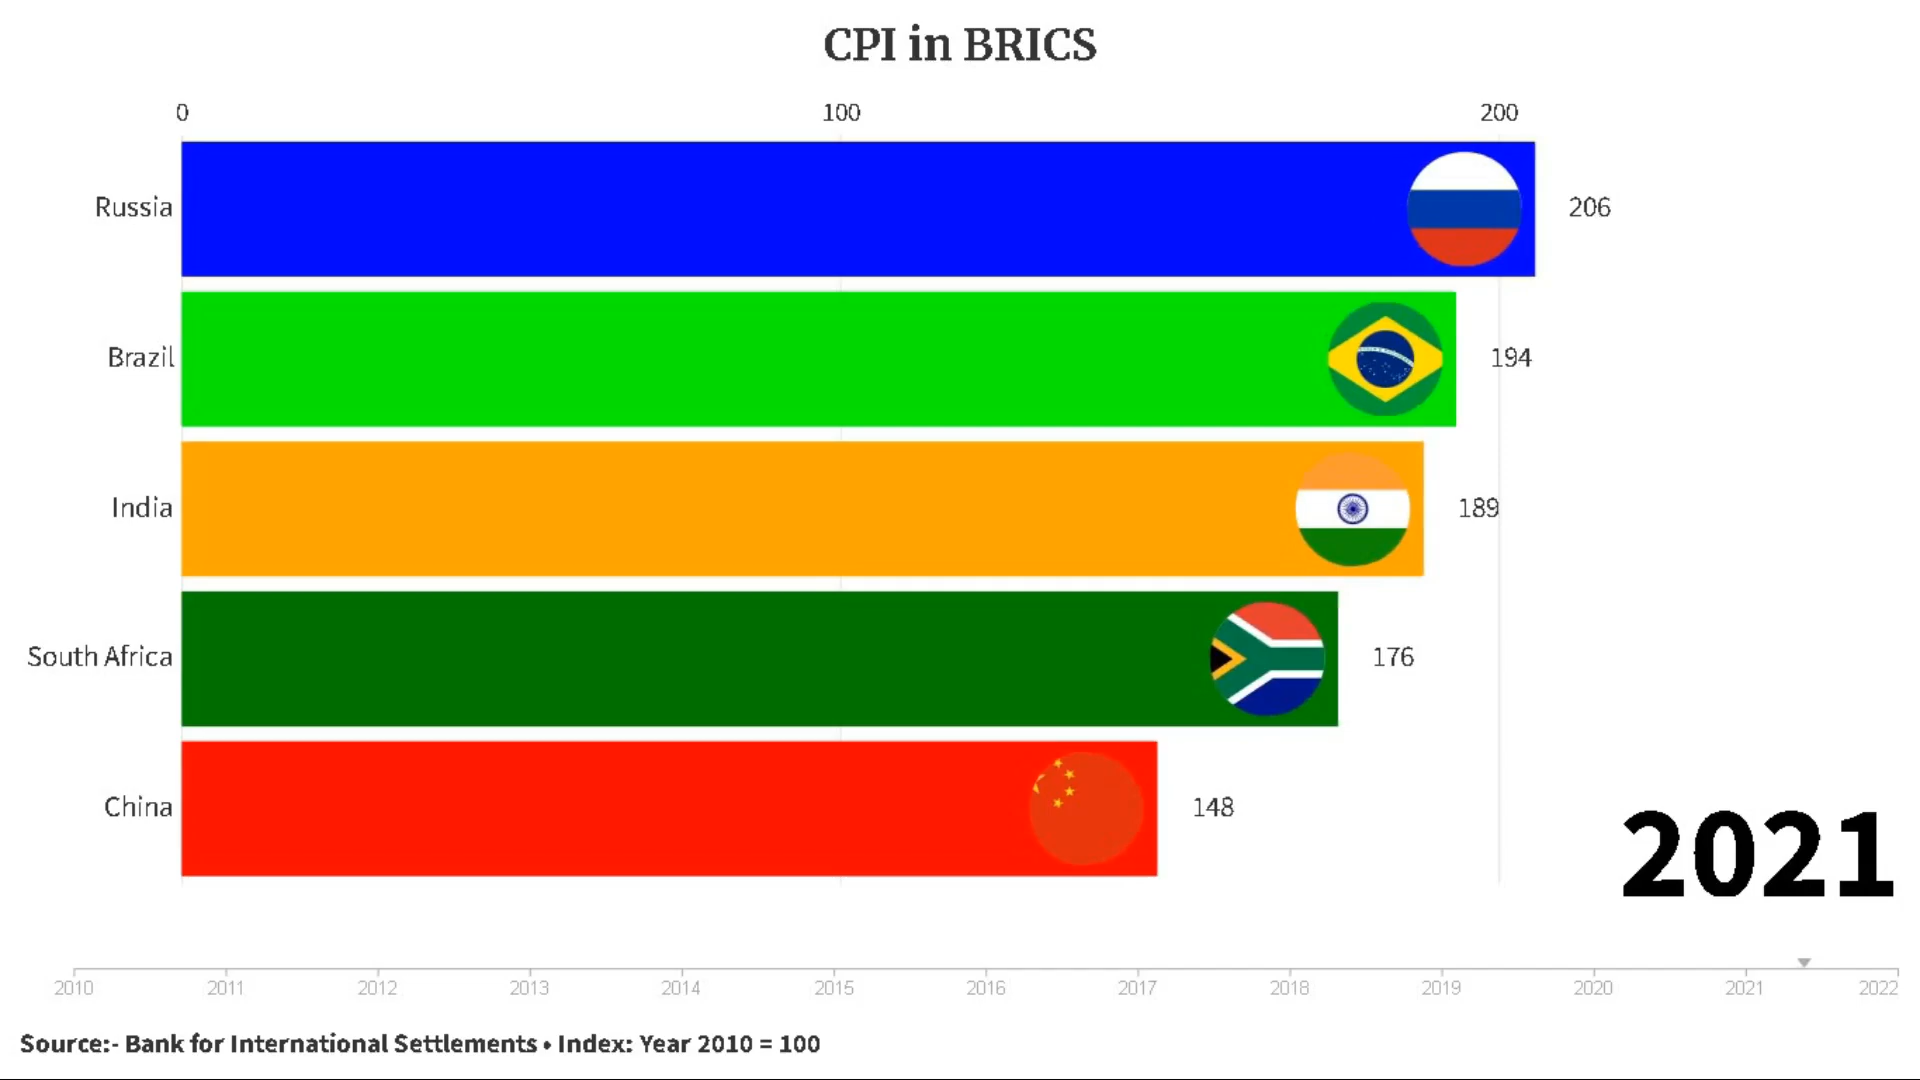 CPI in BRICS
0 100 200
Russia 206
Brazil 194
India 189
South Africa 176
China 148
2021
2010 2011 2012 2013 2014 2015 2016 2017 2018 2019 2020 2021 2022
Source:- Bank for International Settlements • Index: Year 2010 = 100